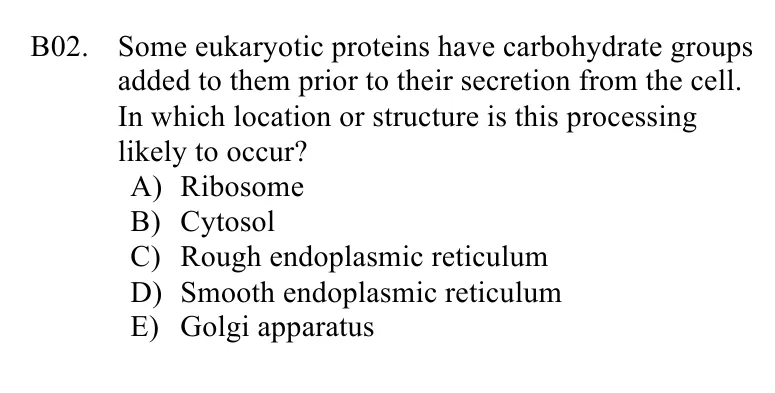 B02. Some eukaryotic proteins have carbohydrate groups
added to them prior to their secretion from the cell.
In which location or structure is this processing
likely to occur?
A) Ribosome
B) Cytosol
C) Rough endoplasmic reticulum
D) Smooth endoplasmic reticulum
E) Golgi apparatus